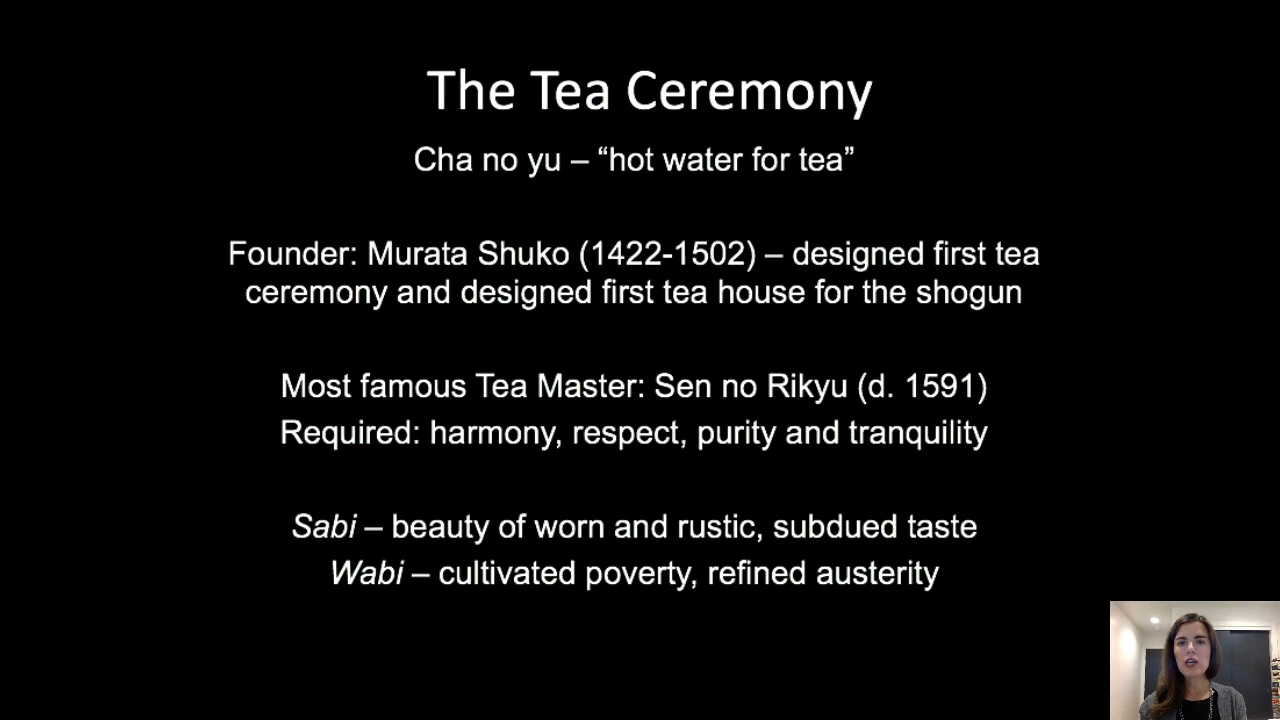 The Tea Ceremony
Cha no yu – “hot water for tea”
Founder: Murata Shuko (1422-1502) – designed first tea
ceremony and designed first tea house for the shogun
Most famous Tea Master: Sen no Rikyu (d. 1591)
Required: harmony, respect, purity and tranquility
Sabi – beauty of worn and rustic, subdued taste
Wabi – cultivated poverty, refined austerity